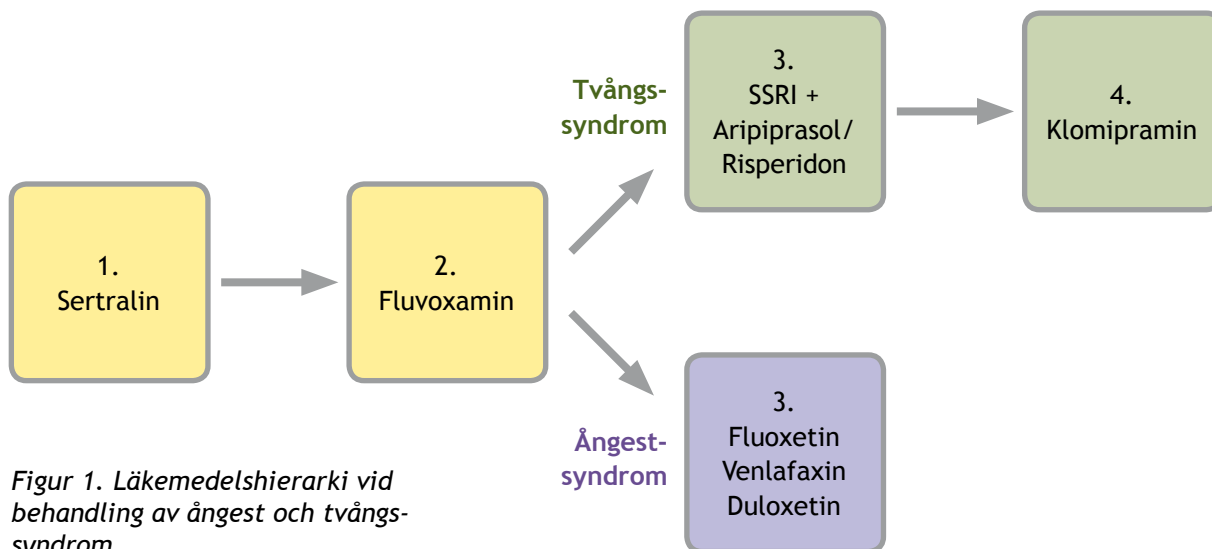 1.
Sertralin
2.
Fluvoxamin
Tvångs-
syndrom
3.
SSRI +
Aripiprasol/
Risperidon
4.
Klomipramin
Ångest-
syndrom
3.
Fluoxetin
Venlafaxin
Duloxetin
Figur 1. Läkemedelshierarki vid
behandling av ångest och tvångs-
syndrom